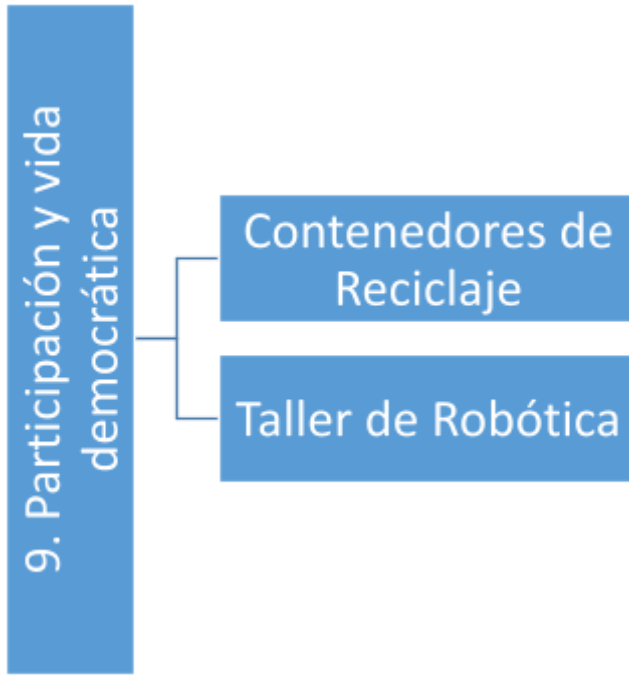 9. Participación y vida
democrática
Contenedores de
Reciclaje
Taller de Robótica